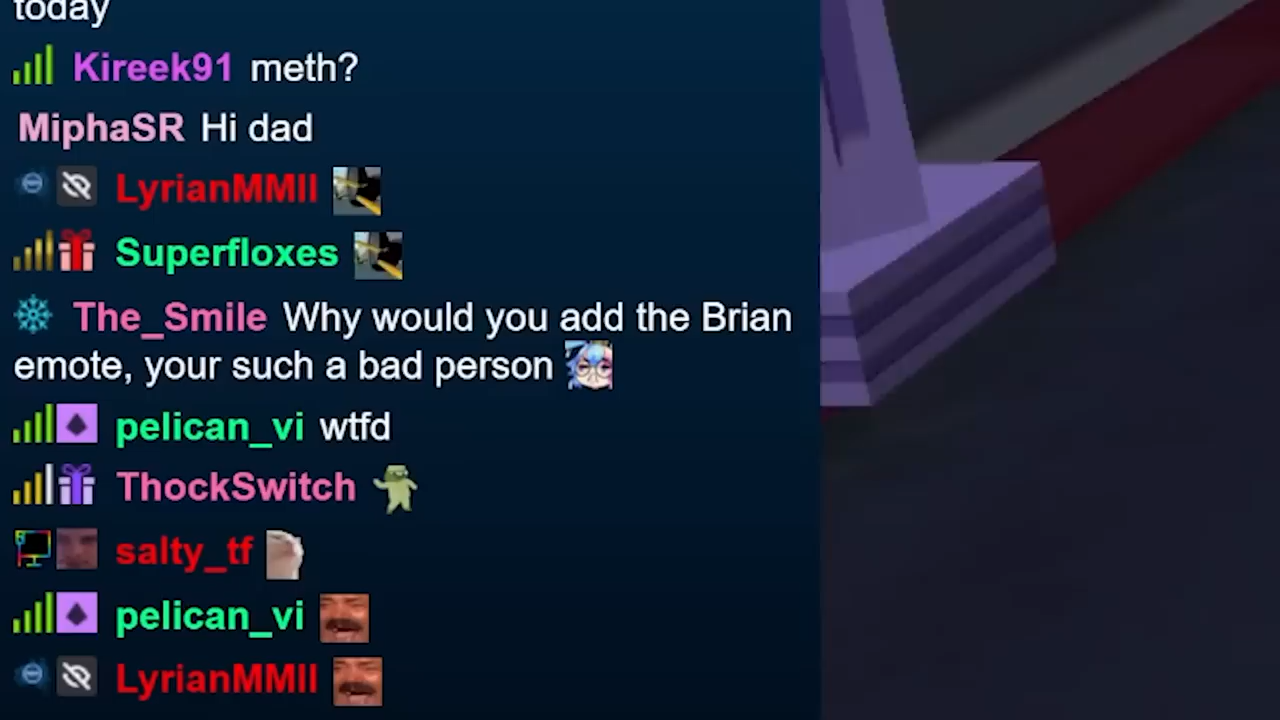 today
Kireek91 meth?
MiphaSR Hi dad
LyrianMMII
Superfloxes
The_Smile Why would you add the Brian
emote, your such a bad person
pelican_vi wtfd
ThockSwitch
salty_tf
pelican_vi
LyrianMMII